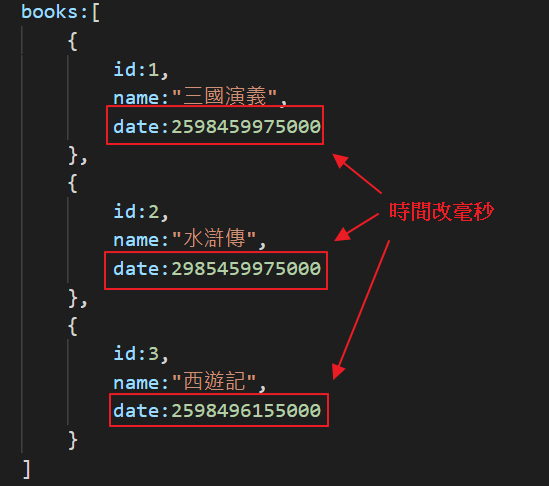 books:[
{
id:1,
name:"三國演義",
date:2598459975000
},
{
id:2,
name:"水滸傳",
date:2985459975000
},
{
id:3,
name:"西遊記",
date:2598496155000
}
]
時間改毫秒